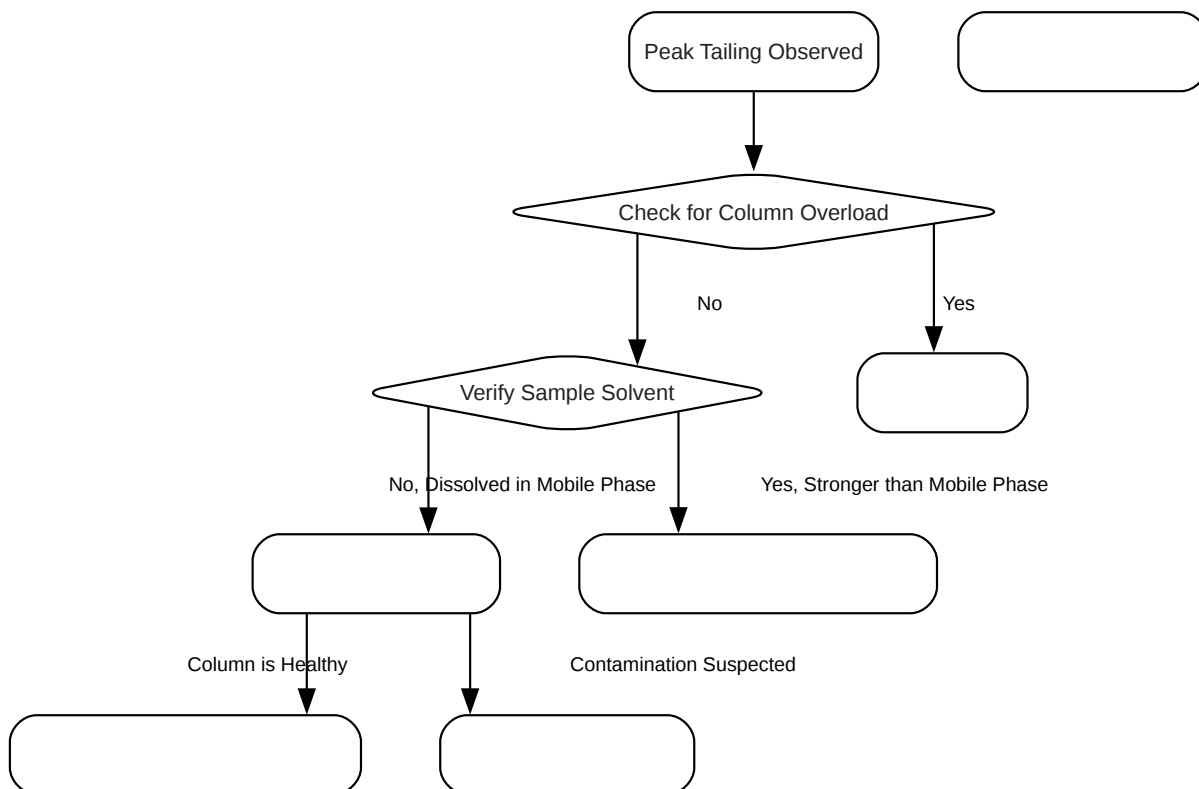 Peak Tailing Observed
Check for Column Overload
No
Yes
Verify Sample Solvent
No, Dissolved in Mobile Phase
Yes, Stronger than Mobile Phase
Column is Healthy
Contamination Suspected